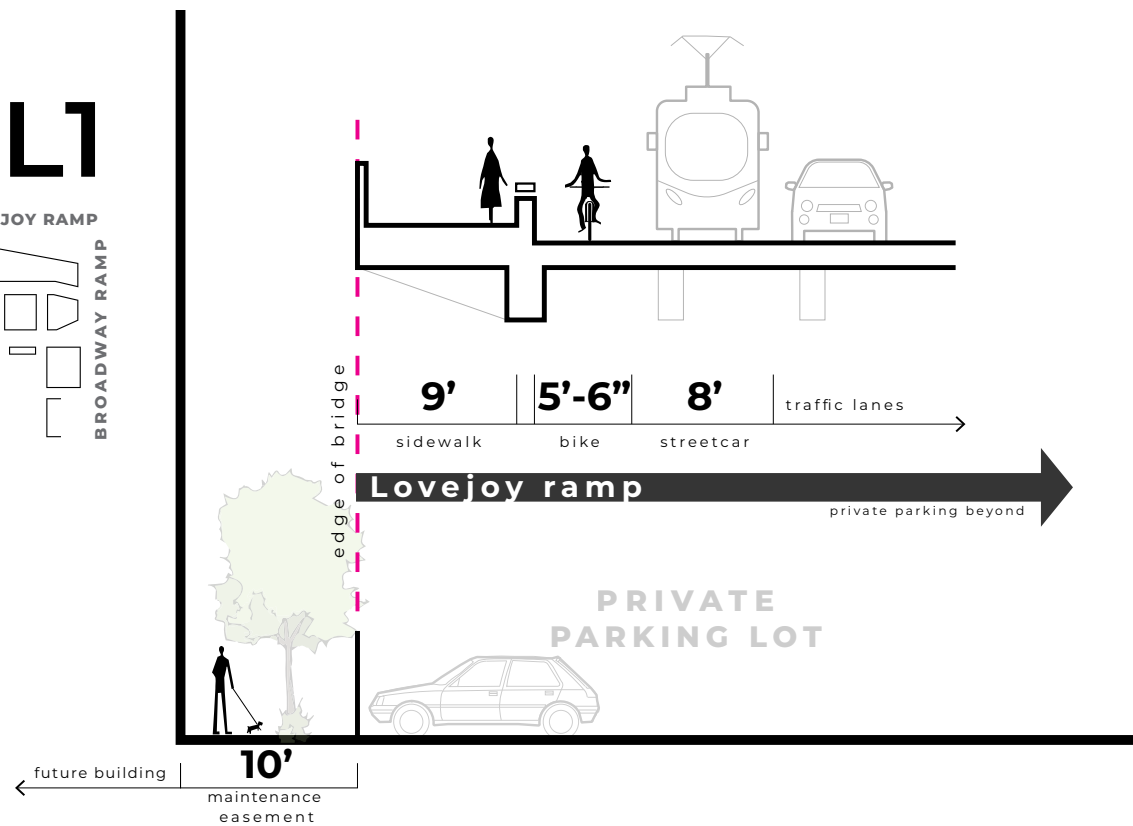 L1
JOY RAMP
BROADWAY RAMP
edge of bridge
9’
5’-6”
8’
traffic lanes
sidewalk
bike
streetcar
Lovejoy ramp
private parking beyond
PRIVATE
PARKING LOT
10’
future building
maintenance
easement